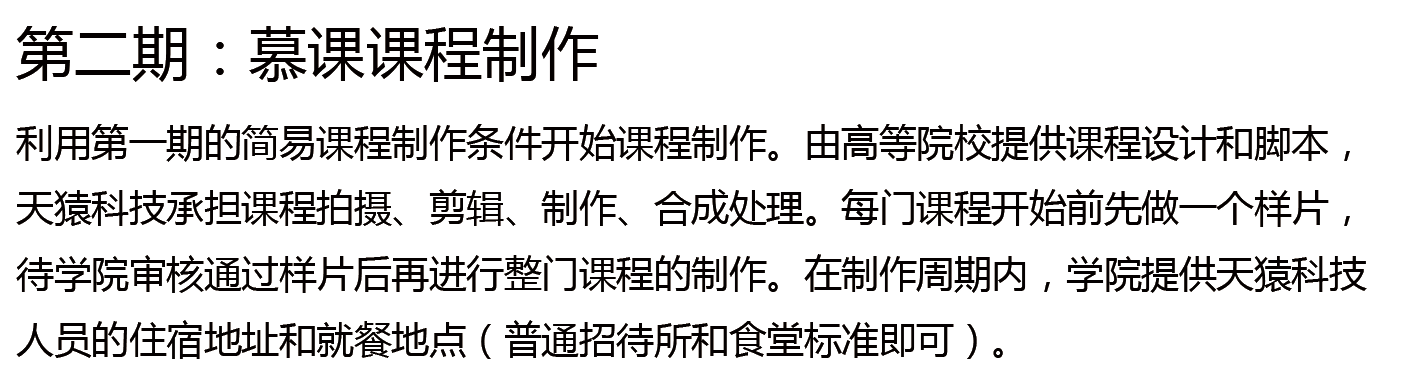 第二期：慕课课程制作
利用第一期的简易课程制作条件开始课程制作。由高等院校提供课程设计和脚本，
天猿科技承担课程拍摄、剪辑、制作、合成处理。每门课程开始前先做一个样片，
待学院审核通过样片后再进行整门课程的制作。在制作周期内，学院提供天猿科技
人员的住宿地址和就餐地点（普通招待所和食堂标准即可）。